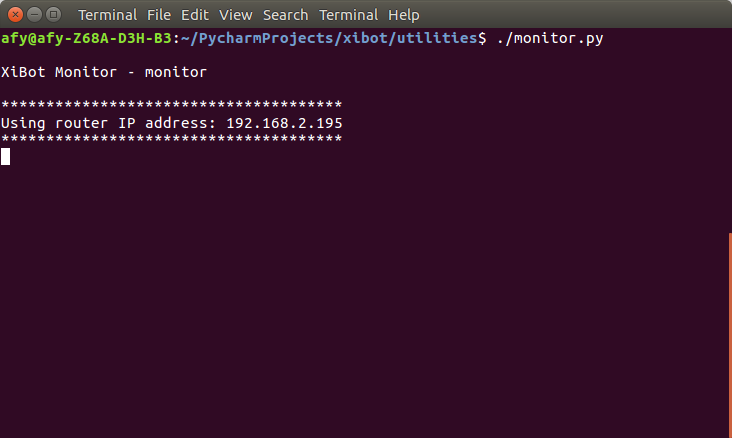 Terminal File Edit View Search Terminal Help
afy@afy-Z68A-D3H-B3:~/PycharmProjects/xibot/utilities$ ./monitor.py
XiBot Monitor - monitor
**************************************
Using router IP address: 192.168.2.195
**************************************